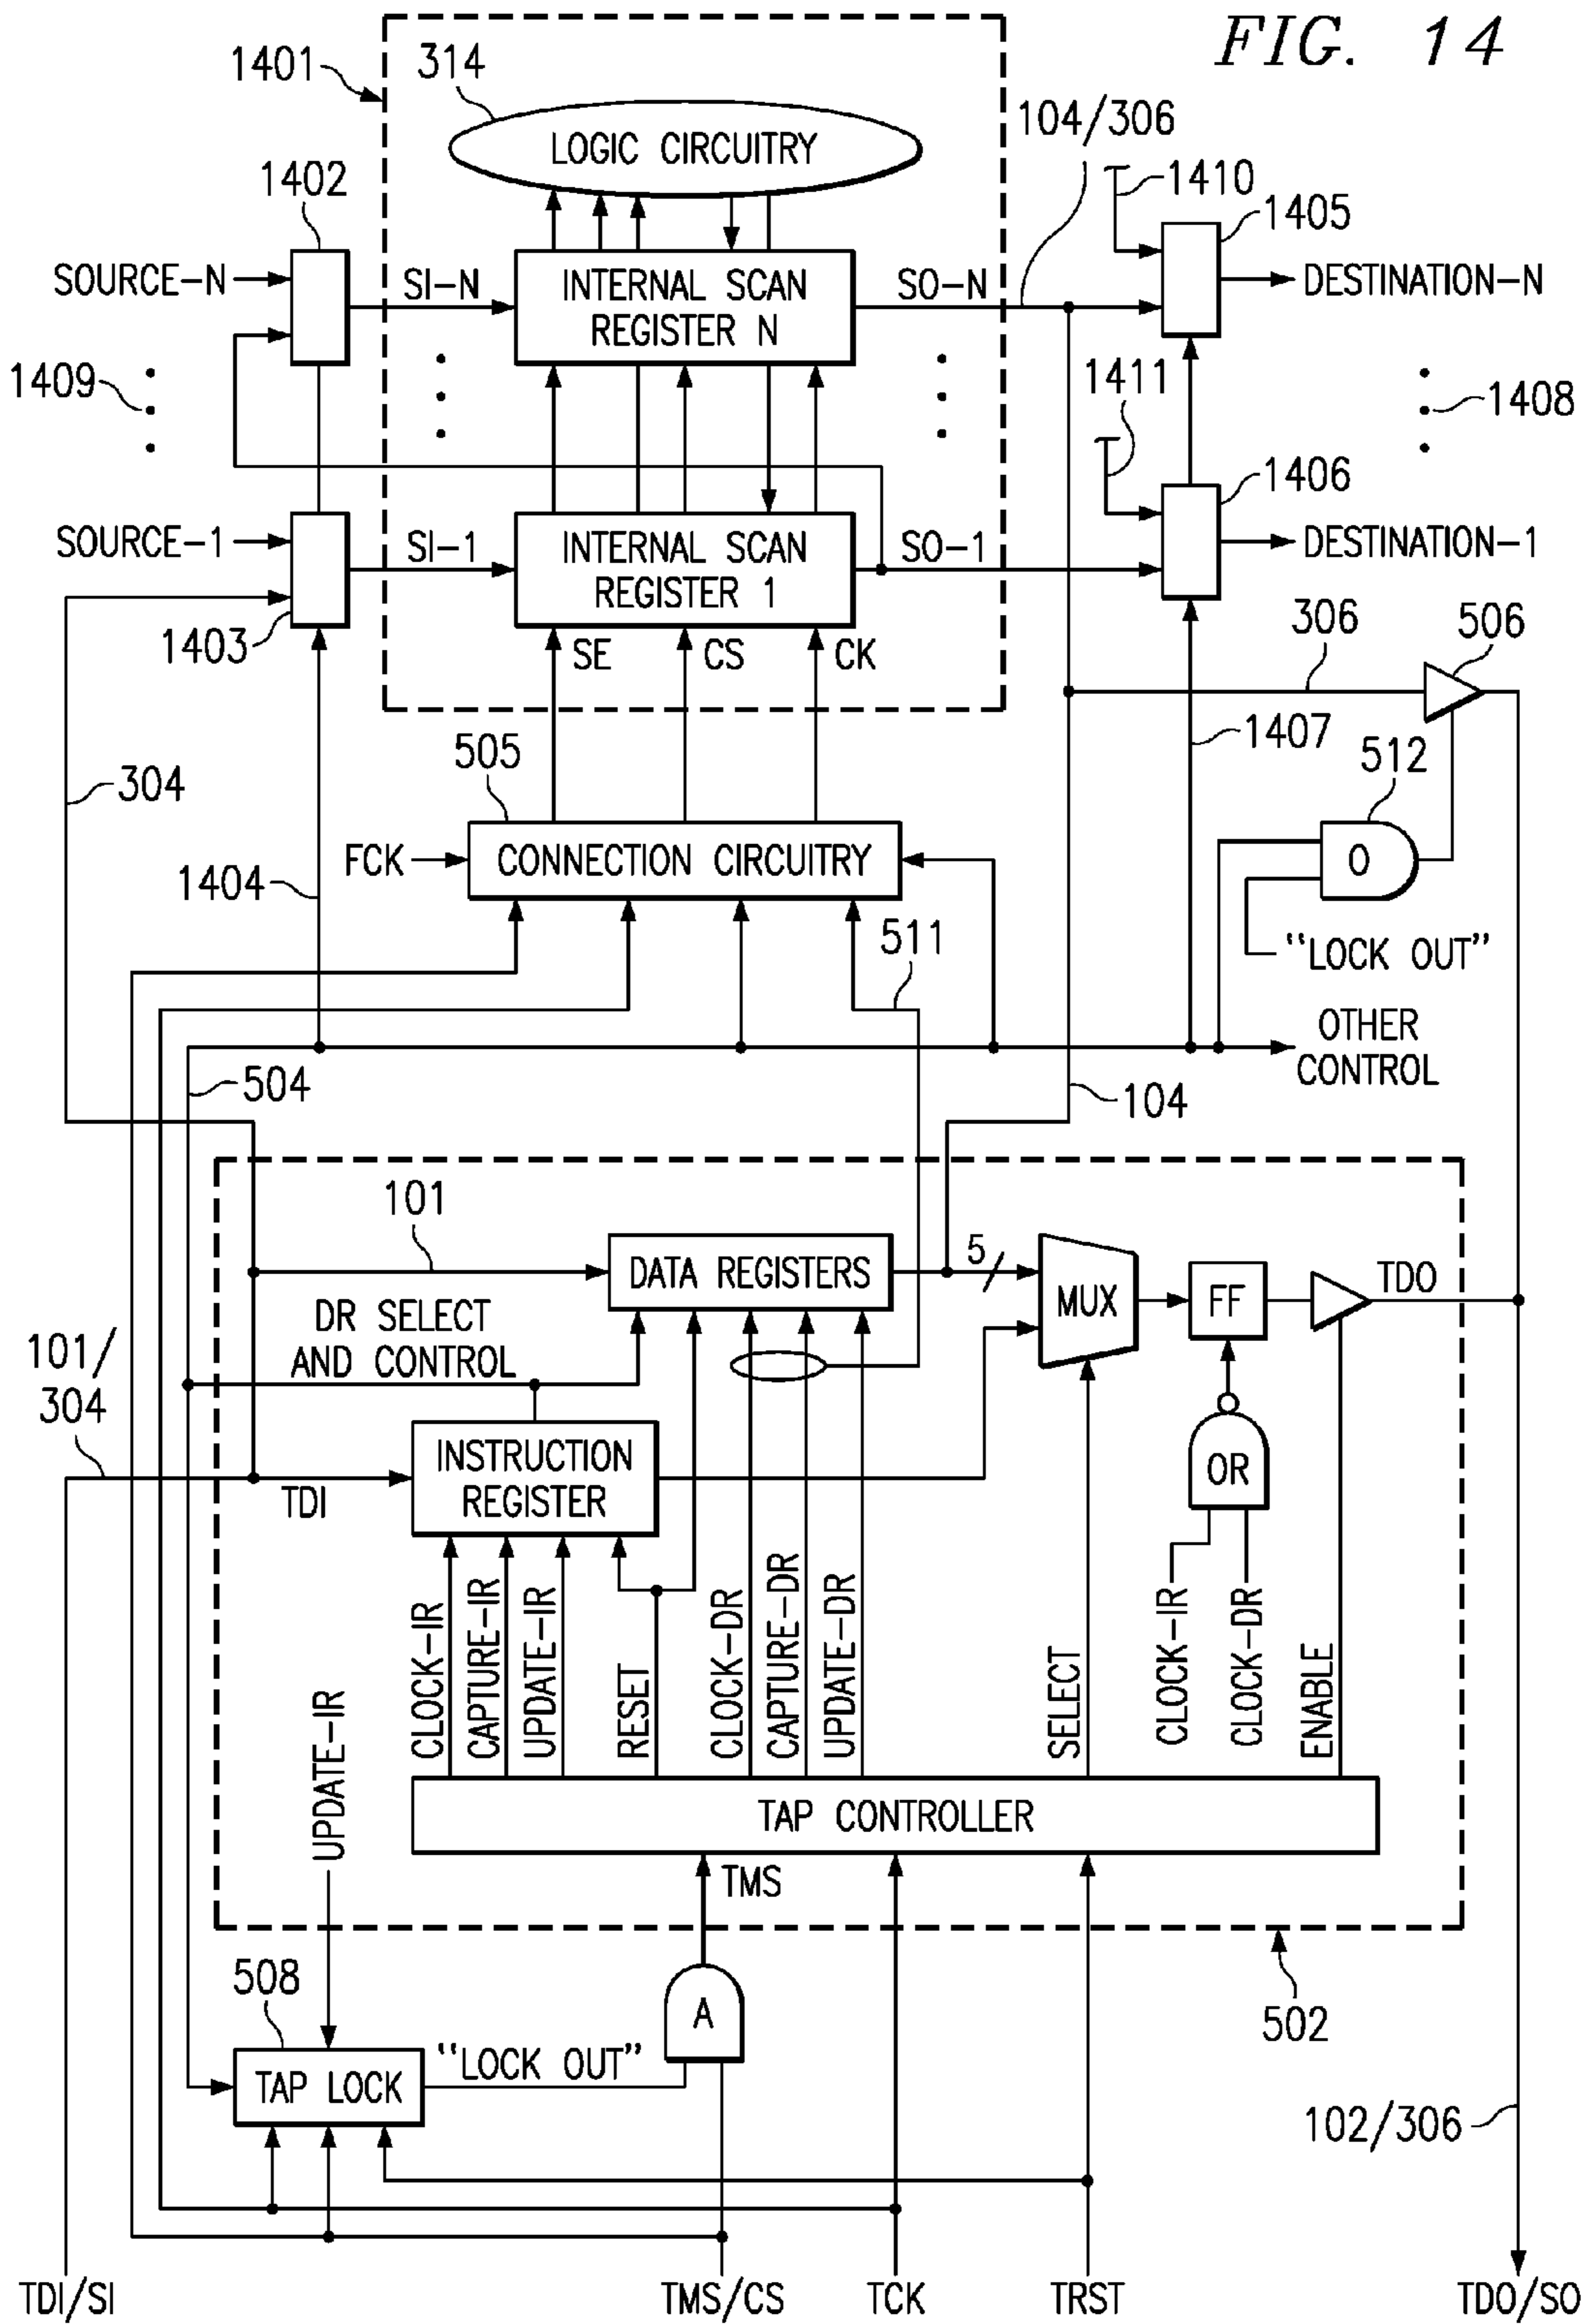 FIG. 14
1401
314
LOGIC CIRCUITRY
104/306
1402
1410
1405
SOURCE-N
SI-N
INTERNAL SCAN
REGISTER N
SO-N
DESTINATION-N
1409
1411
1408
1406
SOURCE-1
SI-1
INTERNAL SCAN
REGISTER 1
SO-1
DESTINATION-1
1403
SE
CS
CK
306
506
304
505
1407
512
FCK
CONNECTION CIRCUITRY
O
1404
511
"LOCK OUT"
OTHER
CONTROL
504
104
101
DATA REGISTERS
5
MUX
FF
TDO
DR SELECT
AND CONTROL
101/
304
INSTRUCTION
REGISTER
OR
TDI
CLOCK-IR
CAPTURE-IR
UPDATE-IR
RESET
CLOCK-DR
CAPTURE-DR
UPDATE-DR
SELECT
CLOCK-IR
CLOCK-DR
ENABLE
UPDATE-IR
TAP CONTROLLER
TMS
508
A
502
TAP LOCK
"LOCK OUT"
102/306
TDI/SI
TMS/CS
TCK
TRST
TDO/SO